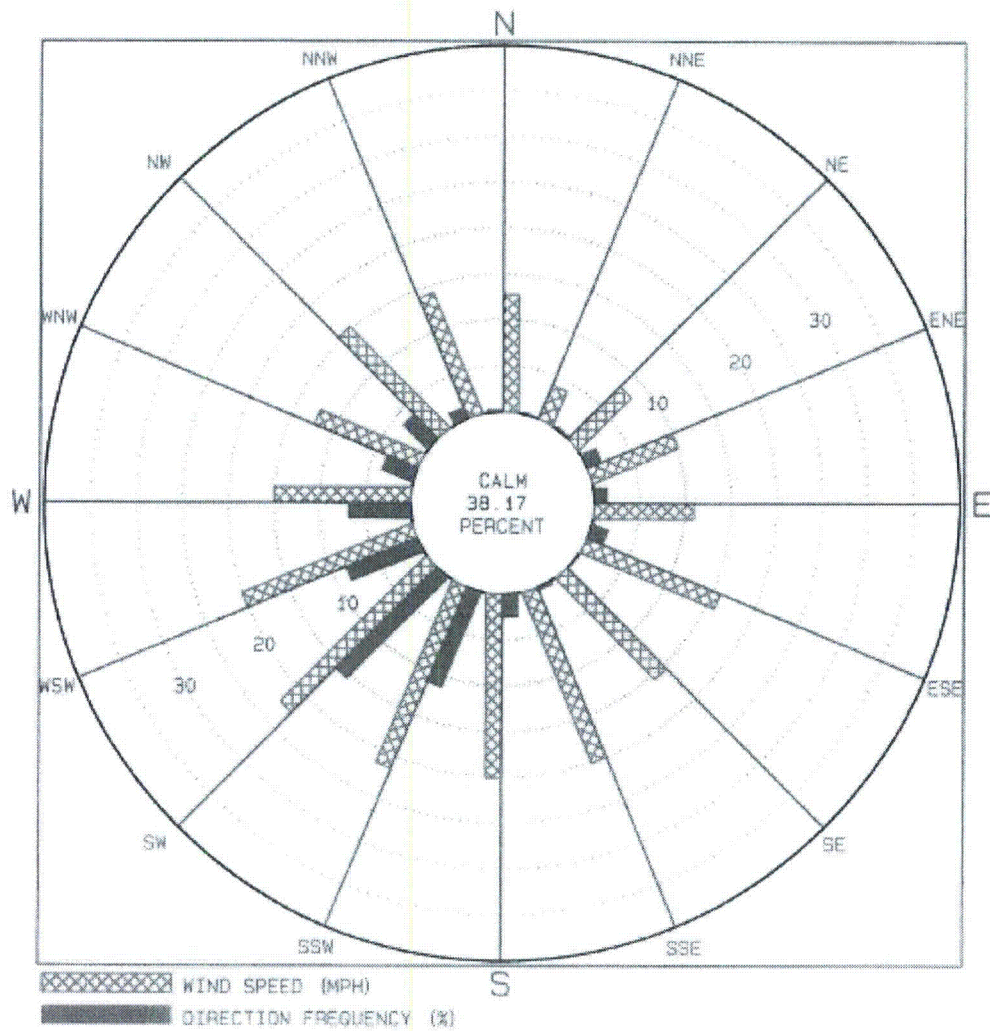 N
NNW
NNE
NW
NE
30
WNW
ENE
20
10
CALM
38.17
PERCENT
W
E
10
20
30
WSW
ESE
SW
SE
SSW
SSE
S
WIND SPEED (MPH)
DIRECTION FREQUENCY (%)